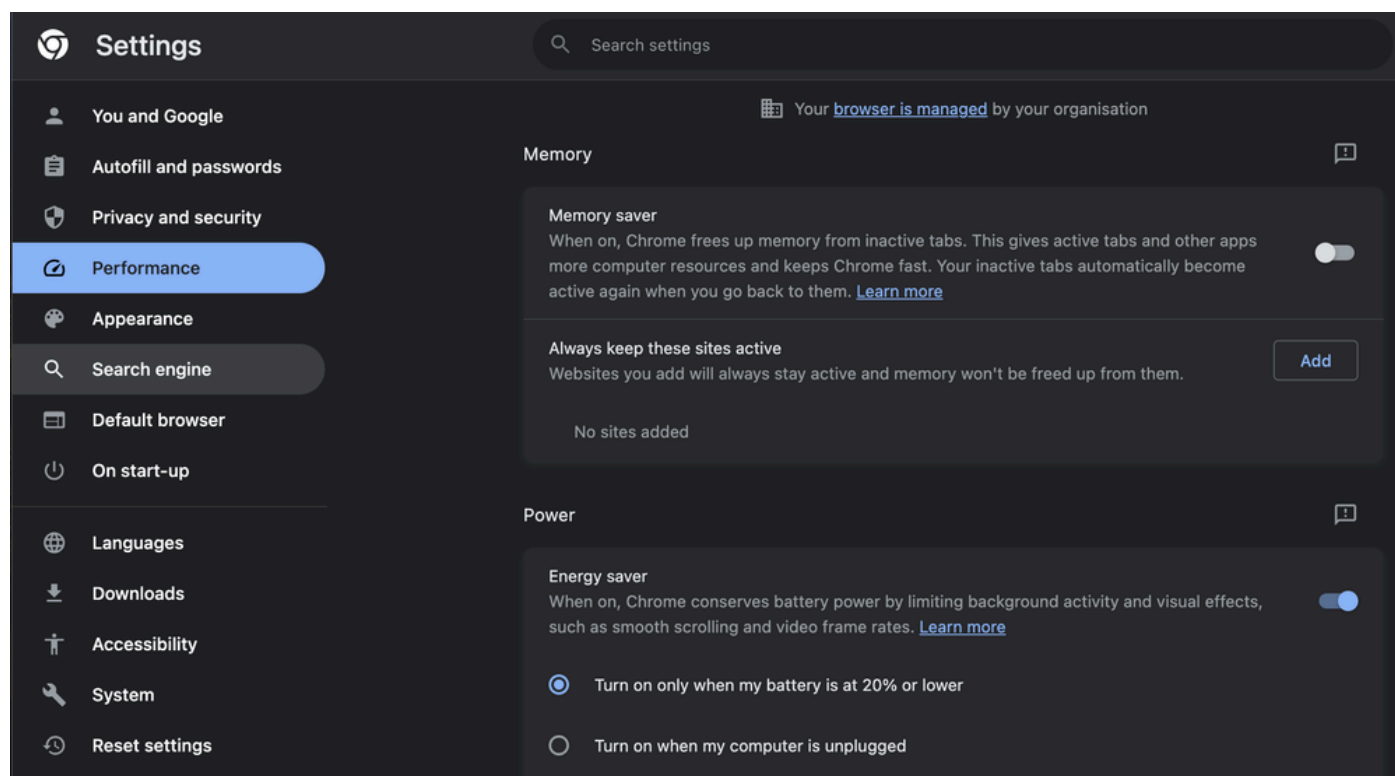 Settings
Search settings
You and Google
Autofill and passwords
Privacy and security
Performance
Appearance
Search engine
Default browser
On start-up
Languages
Downloads
Accessibility
System
Reset settings
Your browser is managed by your organisation
Memory
Memory saver
When on, Chrome frees up memory from inactive tabs. This gives active tabs and other apps
more computer resources and keeps Chrome fast. Your inactive tabs automatically become
active again when you go back to them. Learn more
Always keep these sites active
Websites you add will always stay active and memory won't be freed up from them.
Add
No sites added
Power
Energy saver
When on, Chrome conserves battery power by limiting background activity and visual effects,
such as smooth scrolling and video frame rates. Learn more
Turn on only when my battery is at 20% or lower
Turn on when my computer is unplugged